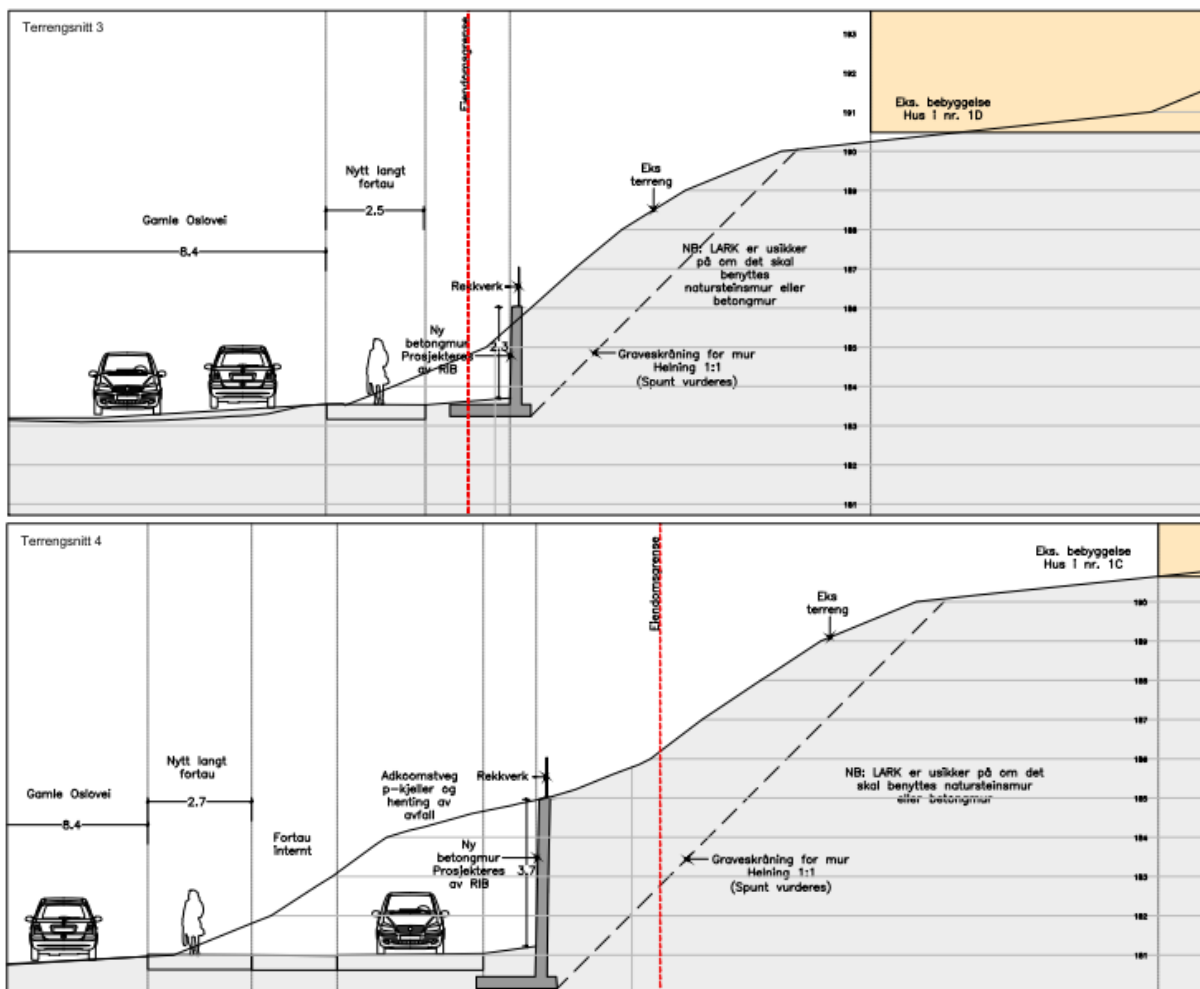 Terrengsnitt 3
Eiendomsgrense
193
192
191
190
189
188
187
186
185
184
183
182
181
Eks. bebyggelse
Hus i nr. 1D
Nytt langt
fortau
2.5
Gamle Oslovei
8.4
Eks
terreng
NB: LARK er usikker
på om det skal
benyttes
natursteinsmur eller
betongmur
Rekkverk
Ny
betongmur
Prosjekteres
av RIB
2.3
Graveskråning for mur
Helning 1:1
(Spunt vurderes)
Terrengsnitt 4
Eiendomsgrense
Eks. bebyggelse
Hus i nr. 1C
190
189
188
187
186
185
184
183
182
181
Eks
terreng
Nytt langt
fortau
2.7
Gamle Oslovei
8.4
Fortau
internt
Adkoomstveg
p-kjeller og
henting av
avfall
Rekkverk
Ny
betongmur
Prosjekteres
av RIB
3.7
NB: LARK er usikker på om det
skal benyttes natursteinsmur
eller betongmur
Graveskråning for mur
Helning 1:1
(Spunt vurderes)